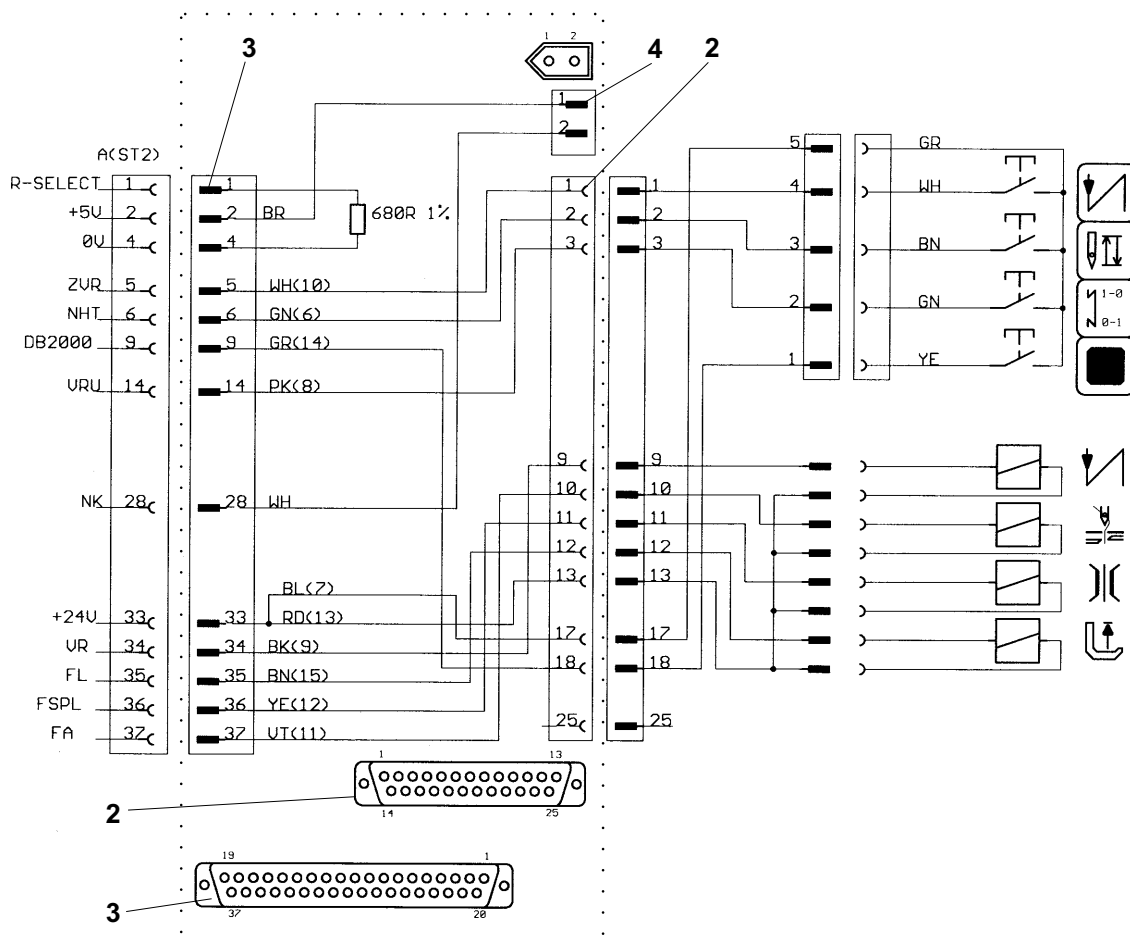 1 2
3 4 2
1
2
A(ST2)
R-SELECT 1 1
+5V 2 2 BR
0V 4 4
680R 1%
ZVR 5 5 WH(10)
NHT 6 6 GN(6)
DB2000 9 9 GR(14)
VRU 14 14 PK(8)
NK 28 28 WH
BL(7)
+24V 33 33 RD(13)
VR 34 34 BK(9)
FL 35 35 BN(15)
FSPL 36 36 YE(12)
FA 37 37 VT(11)
1 1
2 2
3 3
9 9
10 10
11 11
12 12
13 13
17 17
18 18
25 25
5 GR
4 WH
3 BN
2 GN
1 YE
1-0
0-1
1 13
14 25
2
19 1
37 20
3